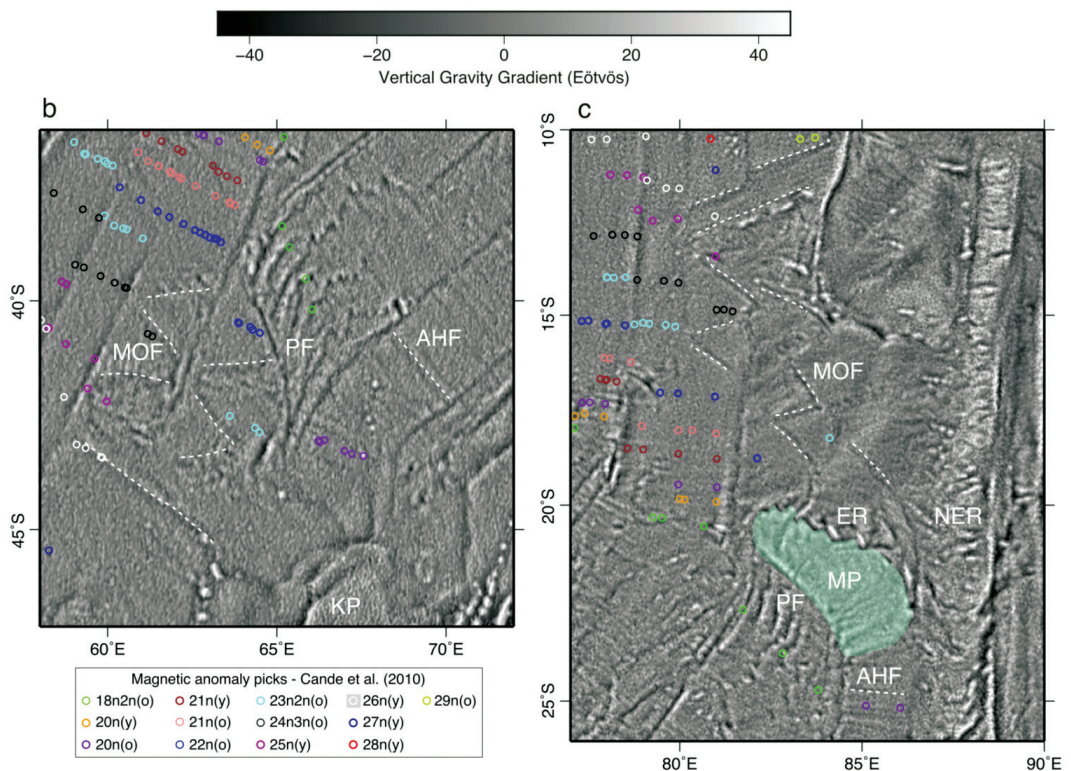 −40 −20 0 20 40
Vertical Gravity Gradient (Eötvös)
b
40°S
45°S
60°E 65°E 70°E
MOF
PF
AHF
KP
c
10°S
15°S
20°S
25°S
80°E 85°E 90°E
MOF
ER
NER
MP
PF
AHF
Magnetic anomaly picks - Cande et al. (2010)
18n2n(o) 21n(y) 23n2n(o) 26n(y) 29n(o)
20n(y) 21n(o) 24n3n(o) 27n(y)
20n(o) 22n(o) 25n(y) 28n(y)